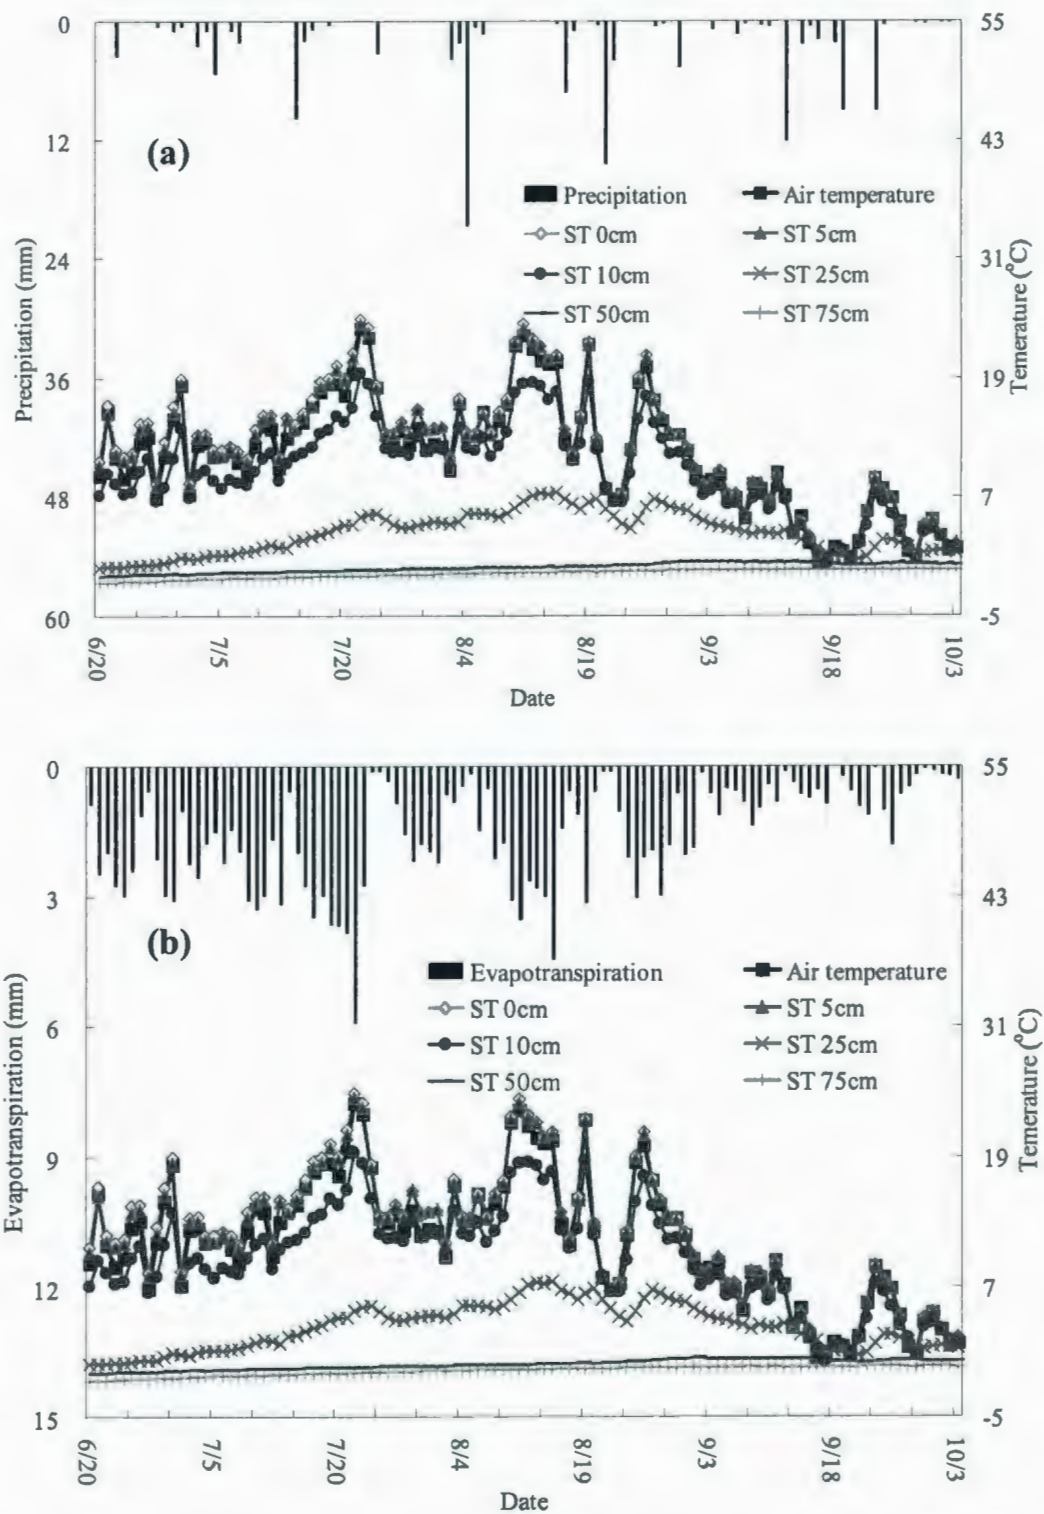 0
12
24
36
48
60
Precipitation (mm)
(a)
Precipitation
Air temperature
ST 0cm
ST 5cm
ST 10cm
ST 25cm
ST 50cm
ST 75cm
55
43
31
19
7
-5
Temerature (°C)
6/20
7/5
7/20
8/4
8/19
9/3
9/18
10/3
Date
0
3
6
9
12
15
Evapotranspiration (mm)
(b)
Evapotranspiration
Air temperature
ST 0cm
ST 5cm
ST 10cm
ST 25cm
ST 50cm
ST 75cm
55
43
31
19
7
-5
Temerature (°C)
6/20
7/5
7/20
8/4
8/19
9/3
9/18
10/3
Date